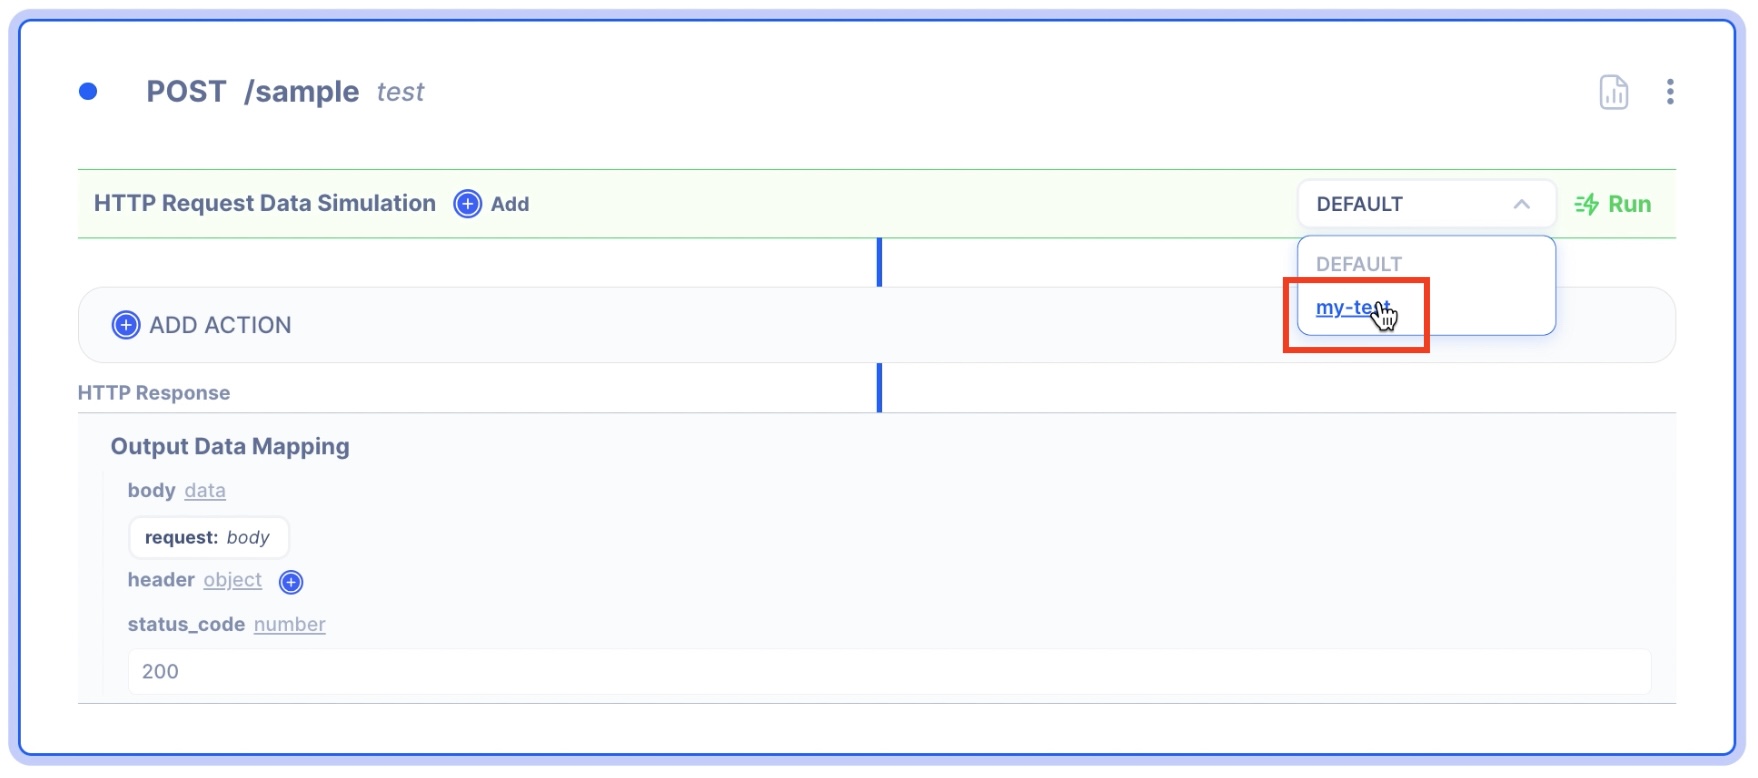 POST /sample test
HTTP Request Data Simulation Add
DEFAULT
Run
DEFAULT
my-test
ADD ACTION
HTTP Response
Output Data Mapping
body data
request: body
header object
status_code number
200